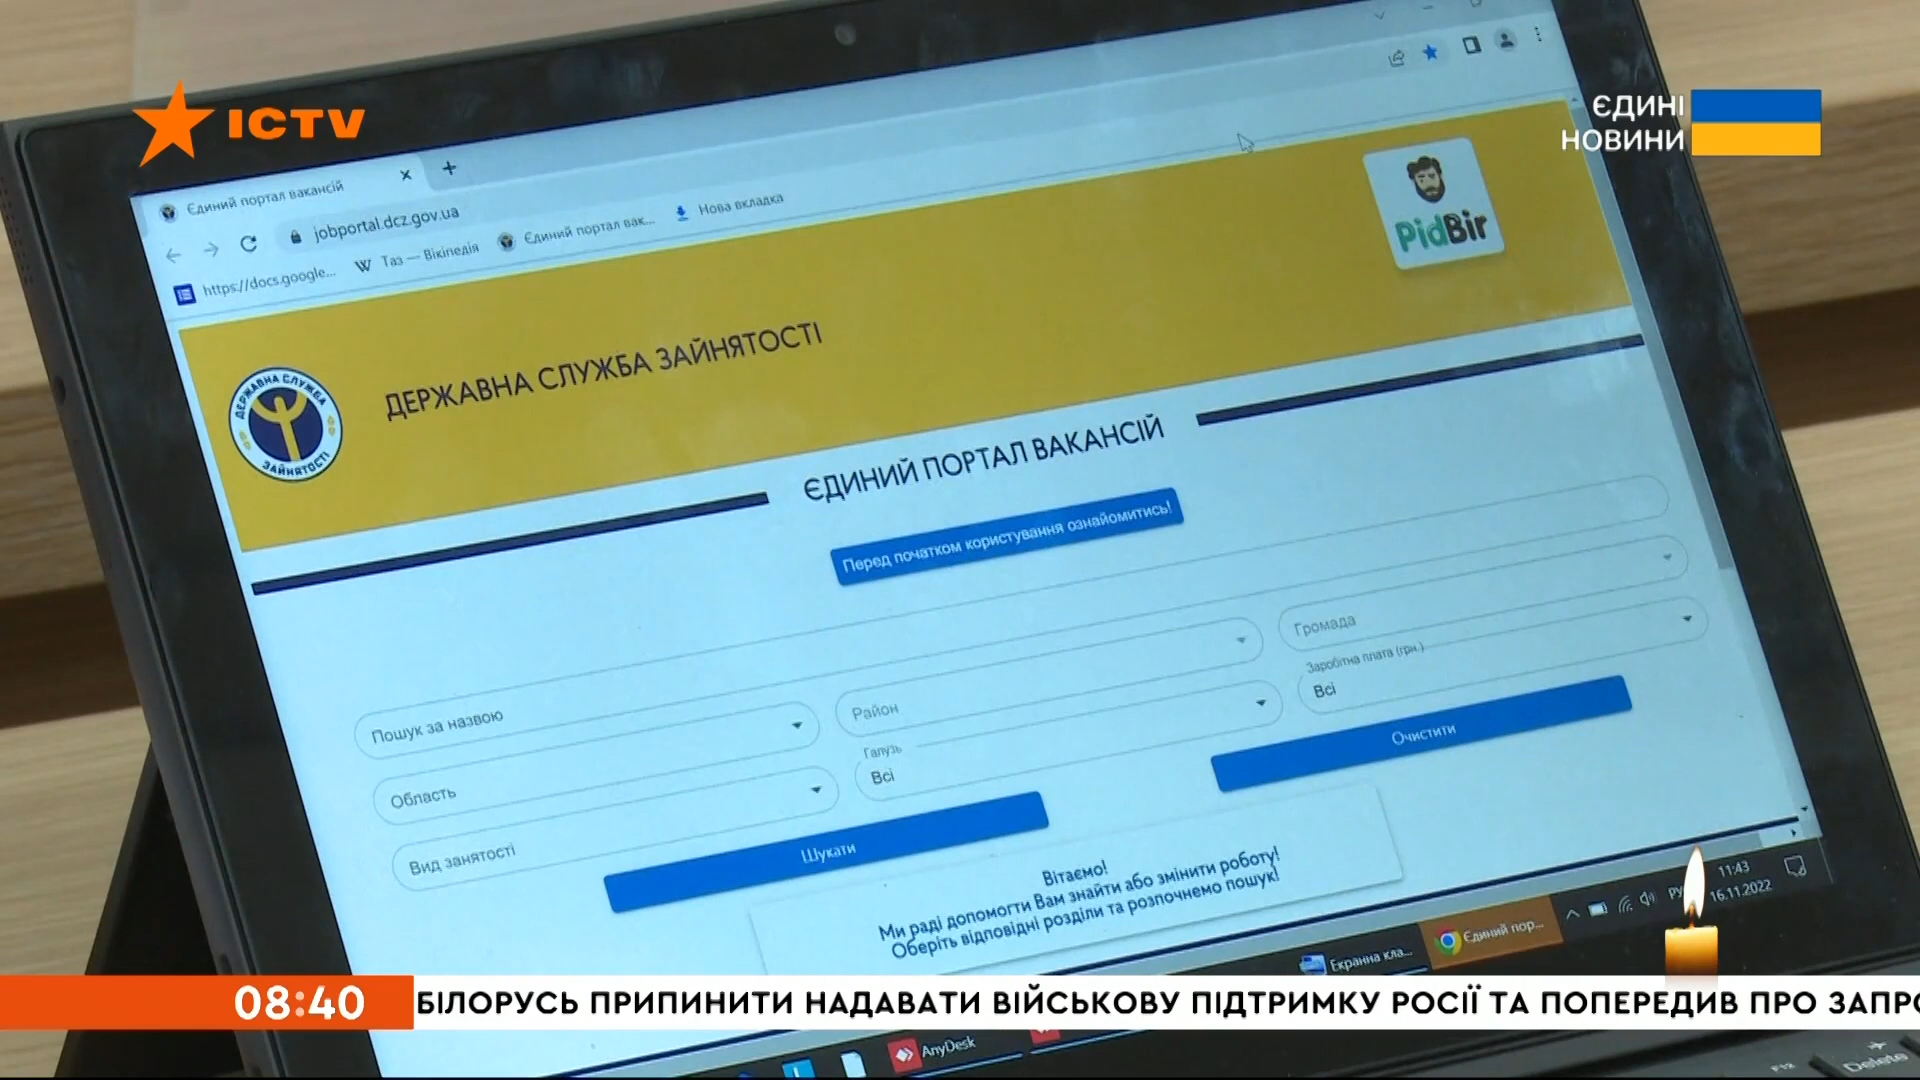 ICTV
ЄДИНІ
НОВИНИ
Єдиний портал вакансій
jobportal.dcz.gov.ua
https://docs.google...
Таз — Вікіпедія
Єдиний портал вак...
Нова вкладка
PidBir
ДЕРЖАВНА СЛУЖБА
ЗАЙНЯТОСТІ
ДЕРЖАВНА СЛУЖБА ЗАЙНЯТОСТІ
ЄДИНИЙ ПОРТАЛ ВАКАНСІЙ
Перед початком користування ознайомитись!
Пошук за назвою
Область
Район
Громада
Вид занятості
Галузь
Всі
Заробітна плата (грн.)
Всі
Шукати
Очистити
Вітаємо!
Ми раді допомогти Вам знайти або змінити роботу!
Оберіть відповідні розділи та розпочнемо пошук!
Екранна кла...
Єдиний пор...
11:43
16.11.2022
08:40
БІЛОРУСЬ ПРИПИНИТИ НАДАВАТИ ВІЙСЬКОВУ ПІДТРИМКУ РОСІЇ ТА ПОПЕРЕДИВ ПРО ЗАПРО
AnyDesk
F12
Delete